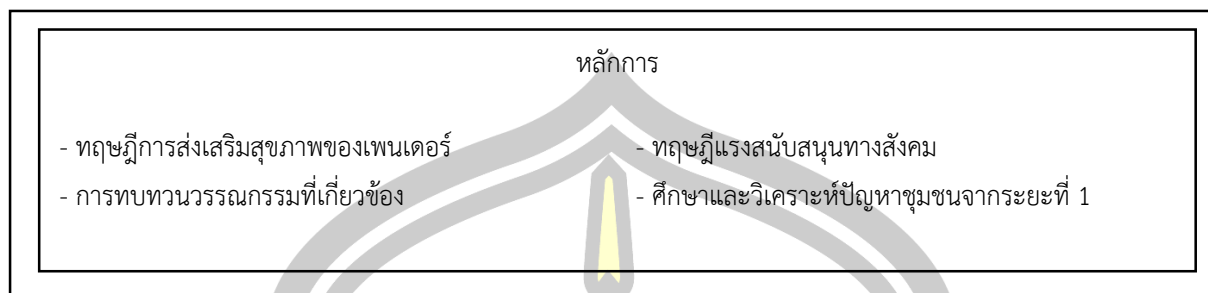 หลักการ
- ทฤษฎีการส่งเสริมสุขภาพของเพนเดอร์ - ทฤษฎีแรงสนับสนุนทางสังคม
- การทบทวนวรรณกรรมที่เกี่ยวข้อง - ศึกษาและวิเคราะห์ปัญหาชุมชนจากระยะที่ 1